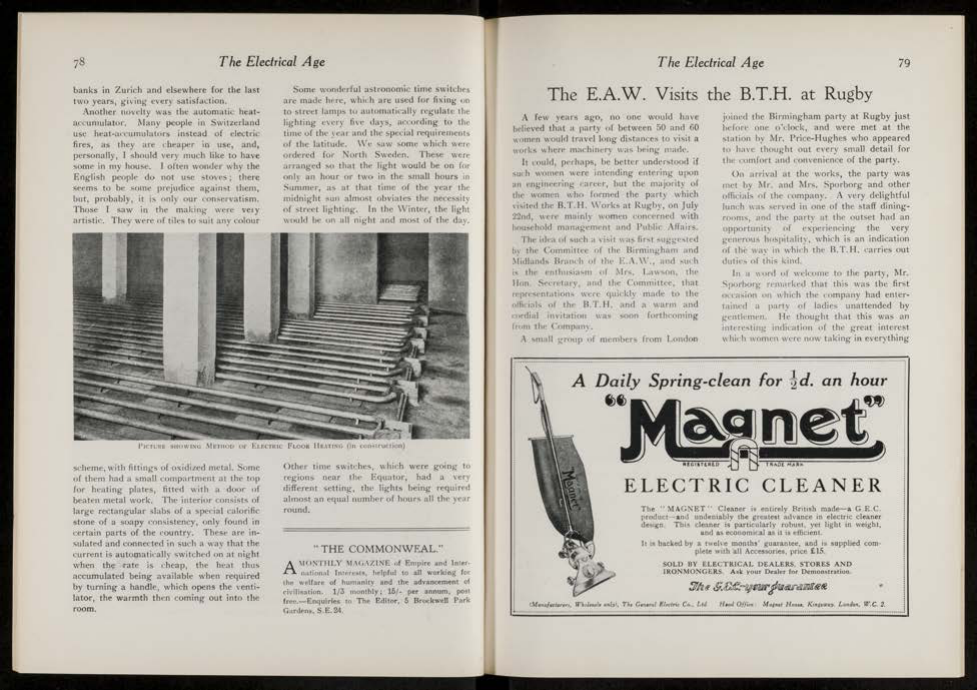 78
The Electrical Age
banks in Zurich and elsewhere for the last
two years, giving every satisfaction.
Another novelty was the automatic heat-
accumulator. Many people in Switzerland
use heat-accumulators instead of electric
fires, as they are cheaper in use, and,
personally, I should very much like to have
some in my house. I often wonder why the
English people do not use stoves; there
seems to be some prejudice against them,
but, probably, it is only our conservatism.
Those I saw in the making were very
artistic. They were of tiles to suit any colour
Some wonderful astronomic time switches
are made here, which are used for fixing on
to street lamps to automatically regulate the
lighting every five days, according to the
time of the year and the special requirements
of the latitude. We saw some which were
ordered for North Sweden. These were
arranged so that the light would be on for
only an hour or two in the small hours in
Summer, as at that time of the year the
midnight sun almost obviates the necessity
of street lighting. In the Winter, the light
would be on all night and most of the day.
PICTURE SHOWING METHOD OF ELECTRIC FLOOR HEATING (in construction)
scheme, with fittings of oxidized metal. Some
of them had a small compartment at the top
for heating plates, fitted with a door of
beaten metal work. The interior consists of
large rectangular slabs of a special calorific
stone of a soapy consistency, only found in
certain parts of the country. These are in-
sulated and connected in such a way that the
current is automatically switched on at night
when the rate is cheap, the heat thus
accumulated being available when required
by turning a handle, which opens the venti-
lator, the warmth then coming out into the
room.
Other time switches, which were going to
regions near the Equator, had a very
different setting, the lights being required
almost an equal number of hours all the year
round.
"THE COMMONWEAL."
A MONTHLY MAGAZINE of Empire and Inter-
national Interests, helpful to all working for
the welfare of humanity and the advancement of
civilisation. 1/3 monthly; 15/- per annum, post
free.—Enquiries to The Editor, 5 Brockwell Park
Gardens, S.E.24.
The Electrical Age
79
The E.A.W. Visits the B.T.H. at Rugby
A few years ago, no one would have
believed that a party of between 50 and 60
women would travel long distances to visit a
works where machinery was being made.
It could, perhaps, be better understood if
such women were intending entering upon
an engineering career, but the majority of
the women who formed the party which
visited the B.T.H. Works at Rugby, on July
22nd, were mainly women concerned with
household management and Public Affairs.
The idea of such a visit was first suggested
by the Committee of the Birmingham and
Midlands Branch of the E.A.W., and such
is the enthusiasm of Mrs. Lawson, the
Hon. Secretary, and the Committee, that
representations were quickly made to the
officials of the B.T.H. and a warm and
cordial invitation was soon forthcoming
from the Company.
A small group of members from London
joined the Birmingham party at Rugby just
before one o'clock, and were met at the
station by Mr. Price-Hughes who appeared
to have thought out every small detail for
the comfort and convenience of the party.
On arrival at the works, the party was
met by Mr. and Mrs. Sporborg and other
officials of the company. A very delightful
lunch was served in one of the staff dining-
rooms, and the party at the outset had an
opportunity of experiencing the very
generous hospitality, which is an indication
of the way in which the B.T.H. carries out
duties of this kind.
In a word of welcome to the party, Mr.
Sporborg remarked that this was the first
occasion on which the company had enter-
tained a party of ladies unattended by
gentlemen. He thought that this was an
interesting indication of the great interest
which women were now taking in everything
A Daily Spring-clean for ½d. an hour
"Magnet"
REGISTERED TRADE MARK
Magnet
ELECTRIC CLEANER
The "MAGNET" Cleaner is entirely British made—a G.E.C.
product—and undeniably the greatest advance in electric cleaner
design. This cleaner is particularly robust, yet light in weight,
and as economical as it is efficient.
It is backed by a twelve months' guarantee, and is supplied com-
plete with all Accessories, price £15.
SOLD BY ELECTRICAL DEALERS, STORES AND
IRONMONGERS. Ask your Dealer for Demonstration.
The G.E.C.—your guarantee
(Manufacturers, Wholesale only), The General Electric Co., Ltd. Head Office: Magnet House, Kingsway, London, W.C. 2.